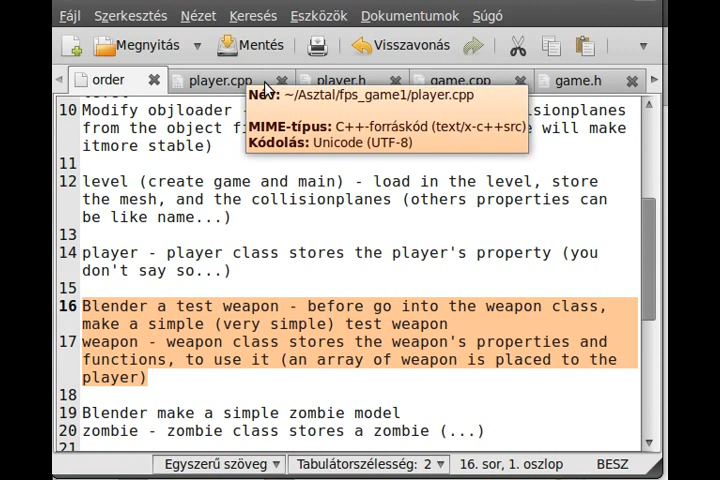 Fájl Szerkesztés Nézet Keresés Eszközök Dokumentumok Súgó
Megnyitás Mentés Visszavonás
order player.cpp player.h game.cpp game.h
Név: ~/Asztal/fps_game1/player.cpp
MIME-típus: C++-forráskód (text/x-c++src)
Kódolás: Unicode (UTF-8)
10 Modify objloader - isionplanes
from the object fi e will make
itmore stable)
11
12 level (create game and main) - load in the level, store
the mesh, and the collisionplanes (others properties can
be like name...)
13
14 player - player class stores the player's property (you
don't say so...)
15
16 Blender a test weapon - before go into the weapon class,
make a simple (very simple) test weapon
17 weapon - weapon class stores the weapon's properties and
functions, to use it (an array of weapon is placed to the
player)
18
19 Blender make a simple zombie model
20 zombie - zombie class stores a zombie (...)
21
Egyszerű szöveg Tabulátorszélesség: 2 16. sor, 1. oszlop BESZ